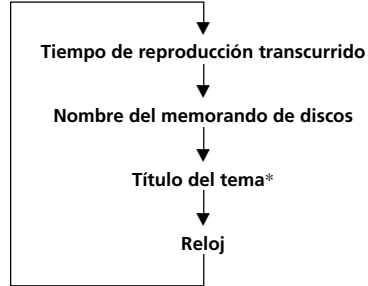 Tiempo de reproducción transcurrido
Nombre del memorando de discos
Título del tema*
Reloj